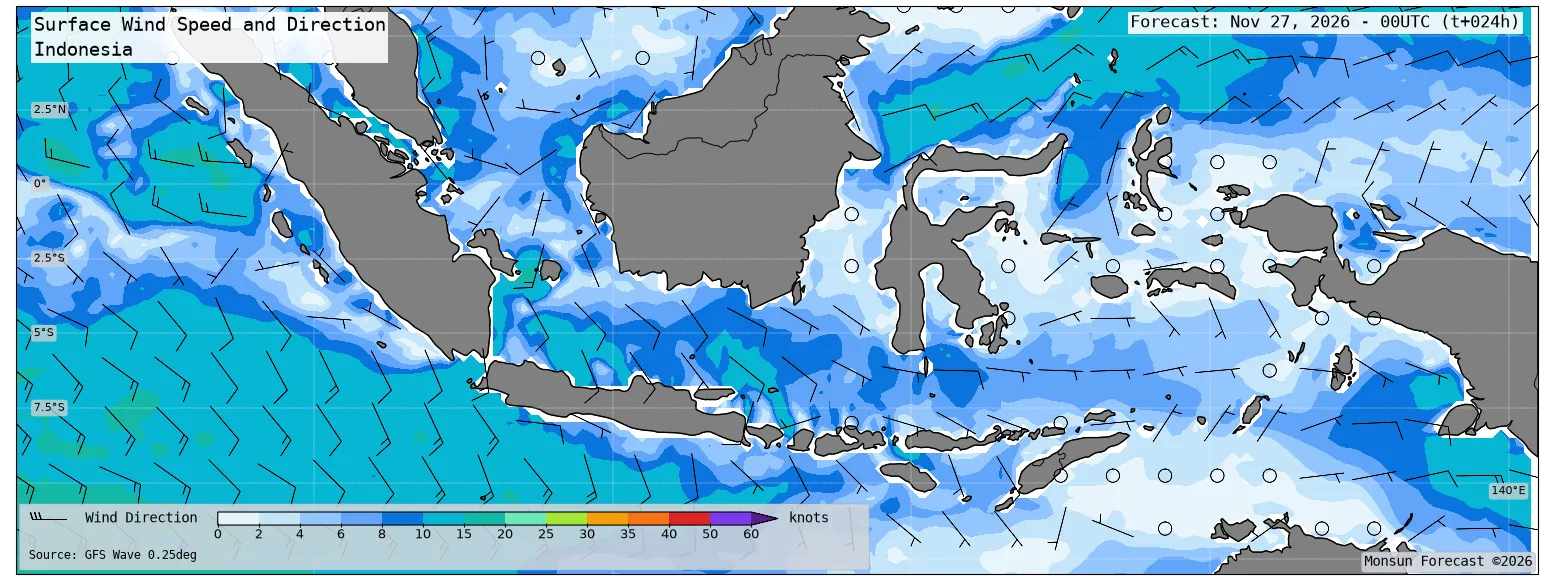 Surface Wind Speed and Direction
Indonesia
Forecast: Nov 27, 2026 - 00UTC (t+024h)
2.5°N
0°
2.5°S
5°S
7.5°S
140°E
Wind Direction
0 2 4 6 8 10 15 20 25 30 35 40 50 60
knots
Source: GFS Wave 0.25deg
Monsun Forecast ©2026